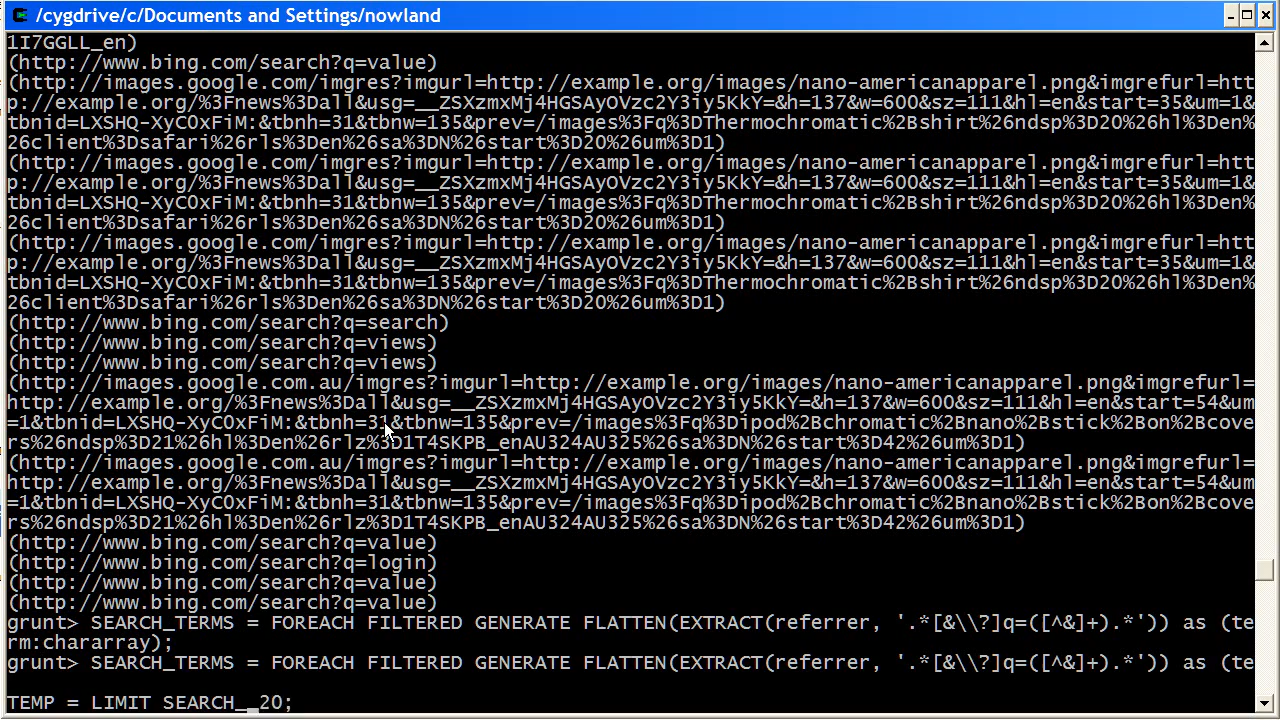 /cygdrive/c/Documents and Settings/nowland
1I7GGLL_en)
(http://www.bing.com/search?q=value)
(http://images.google.com/imgres?imgurl=http://example.org/images/nano-americanapparel.png&imgrefurl=htt
p://example.org/%3Fnews%3Dall&usg=__ZSXzmxMj4HGSAyOVzc2Y3iy5KkY=&h=137&w=600&sz=111&hl=en&start=35&um=1&
tbnid=LXSHQ-XyCOxFiM:&tbnh=31&tbnw=135&prev=/images%3Fq%3DThermochromatic%2Bshirt%26ndsp%3D20%26hl%3Den%
26client%3Dsafari%26rls%3Den%26sa%3DN%26start%3D20%26um%3D1)
(http://images.google.com/imgres?imgurl=http://example.org/images/nano-americanapparel.png&imgrefurl=htt
p://example.org/%3Fnews%3Dall&usg=__ZSXzmxMj4HGSAyOVzc2Y3iy5KkY=&h=137&w=600&sz=111&hl=en&start=35&um=1&
tbnid=LXSHQ-XyCOxFiM:&tbnh=31&tbnw=135&prev=/images%3Fq%3DThermochromatic%2Bshirt%26ndsp%3D20%26hl%3Den%
26client%3Dsafari%26rls%3Den%26sa%3DN%26start%3D20%26um%3D1)
(http://images.google.com/imgres?imgurl=http://example.org/images/nano-americanapparel.png&imgrefurl=htt
p://example.org/%3Fnews%3Dall&usg=__ZSXzmxMj4HGSAyOVzc2Y3iy5KkY=&h=137&w=600&sz=111&hl=en&start=35&um=1&
tbnid=LXSHQ-XyCOxFiM:&tbnh=31&tbnw=135&prev=/images%3Fq%3DThermochromatic%2Bshirt%26ndsp%3D20%26hl%3Den%
26client%3Dsafari%26rls%3Den%26sa%3DN%26start%3D20%26um%3D1)
(http://www.bing.com/search?q=search)
(http://www.bing.com/search?q=views)
(http://www.bing.com/search?q=views)
(http://images.google.com.au/imgres?imgurl=http://example.org/images/nano-americanapparel.png&imgrefurl=
http://example.org/%3Fnews%3Dall&usg=__ZSXzmxMj4HGSAyOVzc2Y3iy5KkY=&h=137&w=600&sz=111&hl=en&start=54&um
=1&tbnid=LXSHQ-XyCOxFiM:&tbnh=31&tbnw=135&prev=/images%3Fq%3Dipod%2Bchromatic%2Bnano%2Bstick%2Bon%2Bcove
rs%26ndsp%3D21%26hl%3Den%26rlz%3D1T4SKPB_enAU324AU325%26sa%3DN%26start%3D42%26um%3D1)
(http://images.google.com.au/imgres?imgurl=http://example.org/images/nano-americanapparel.png&imgrefurl=
http://example.org/%3Fnews%3Dall&usg=__ZSXzmxMj4HGSAyOVzc2Y3iy5KkY=&h=137&w=600&sz=111&hl=en&start=54&um
=1&tbnid=LXSHQ-XyCOxFiM:&tbnh=31&tbnw=135&prev=/images%3Fq%3Dipod%2Bchromatic%2Bnano%2Bstick%2Bon%2Bcove
rs%26ndsp%3D21%26hl%3Den%26rlz%3D1T4SKPB_enAU324AU325%26sa%3DN%26start%3D42%26um%3D1)
(http://www.bing.com/search?q=value)
(http://www.bing.com/search?q=login)
(http://www.bing.com/search?q=value)
(http://www.bing.com/search?q=value)
grunt> SEARCH_TERMS = FOREACH FILTERED GENERATE FLATTEN(EXTRACT(referrer, '.*[&\\?]q=([^&]+).*')) as (te
rm:chararray);
grunt> SEARCH_TERMS = FOREACH FILTERED GENERATE FLATTEN(EXTRACT(referrer, '.*[&\\?]q=([^&]+).*')) as (te
TEMP = LIMIT SEARCH_ 20;